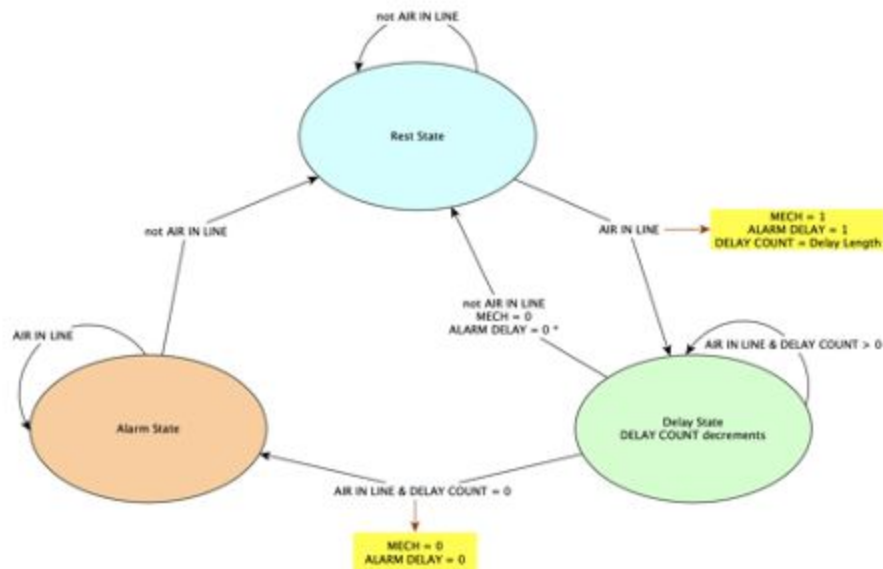 not AIR IN LINE
Rest State
not AIR IN LINE
AIR IN LINE
MECH = 1
ALARM DELAY = 1
DELAY COUNT = Delay Length
not AIR IN LINE
MECH = 0
ALARM DELAY = 0 *
AIR IN LINE
AIR IN LINE & DELAY COUNT > 0
Alarm State
Delay State
DELAY COUNT decrements
AIR IN LINE & DELAY COUNT = 0
MECH = 0
ALARM DELAY = 0